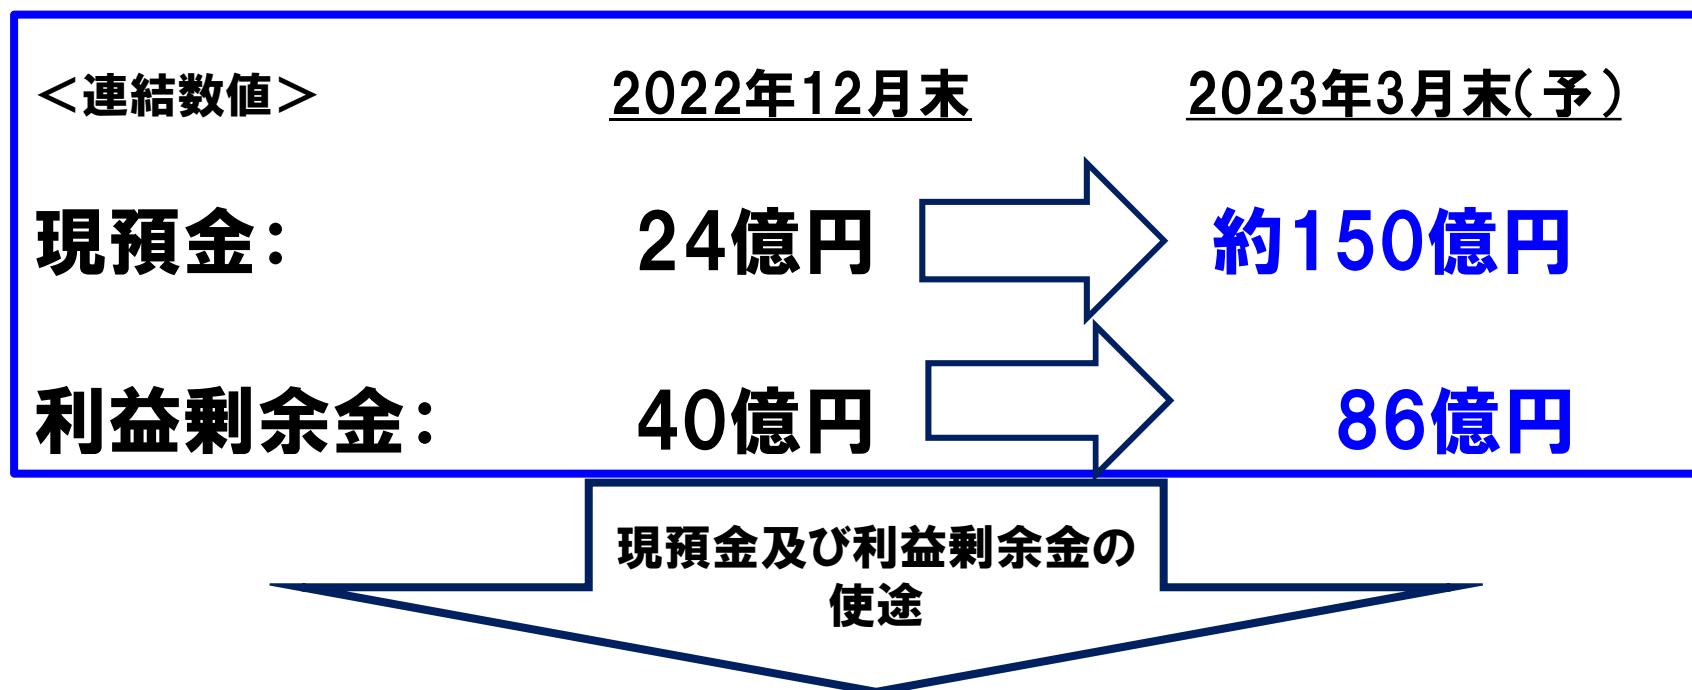 ＜連結数値＞ 2022年12月末 2023年3月末(予)
現預金: 24億円 約150億円
利益剰余金: 40億円 86億円
現預金及び利益剰余金の
使途